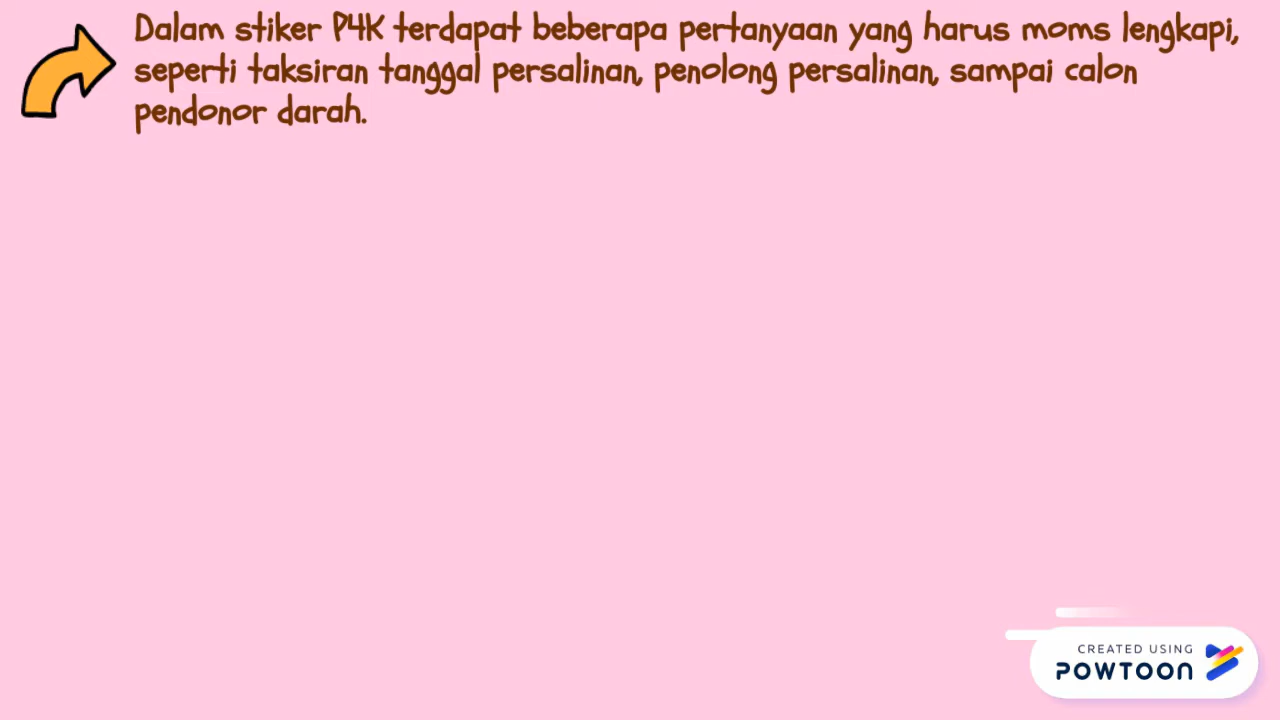 Dalam stiker P4K terdapat beberapa pertanyaan yang harus moms lengkapi,
seperti taksiran tanggal persalinan, penolong persalinan, sampai calon
pendonor darah.
CREATED USING
POWTOON